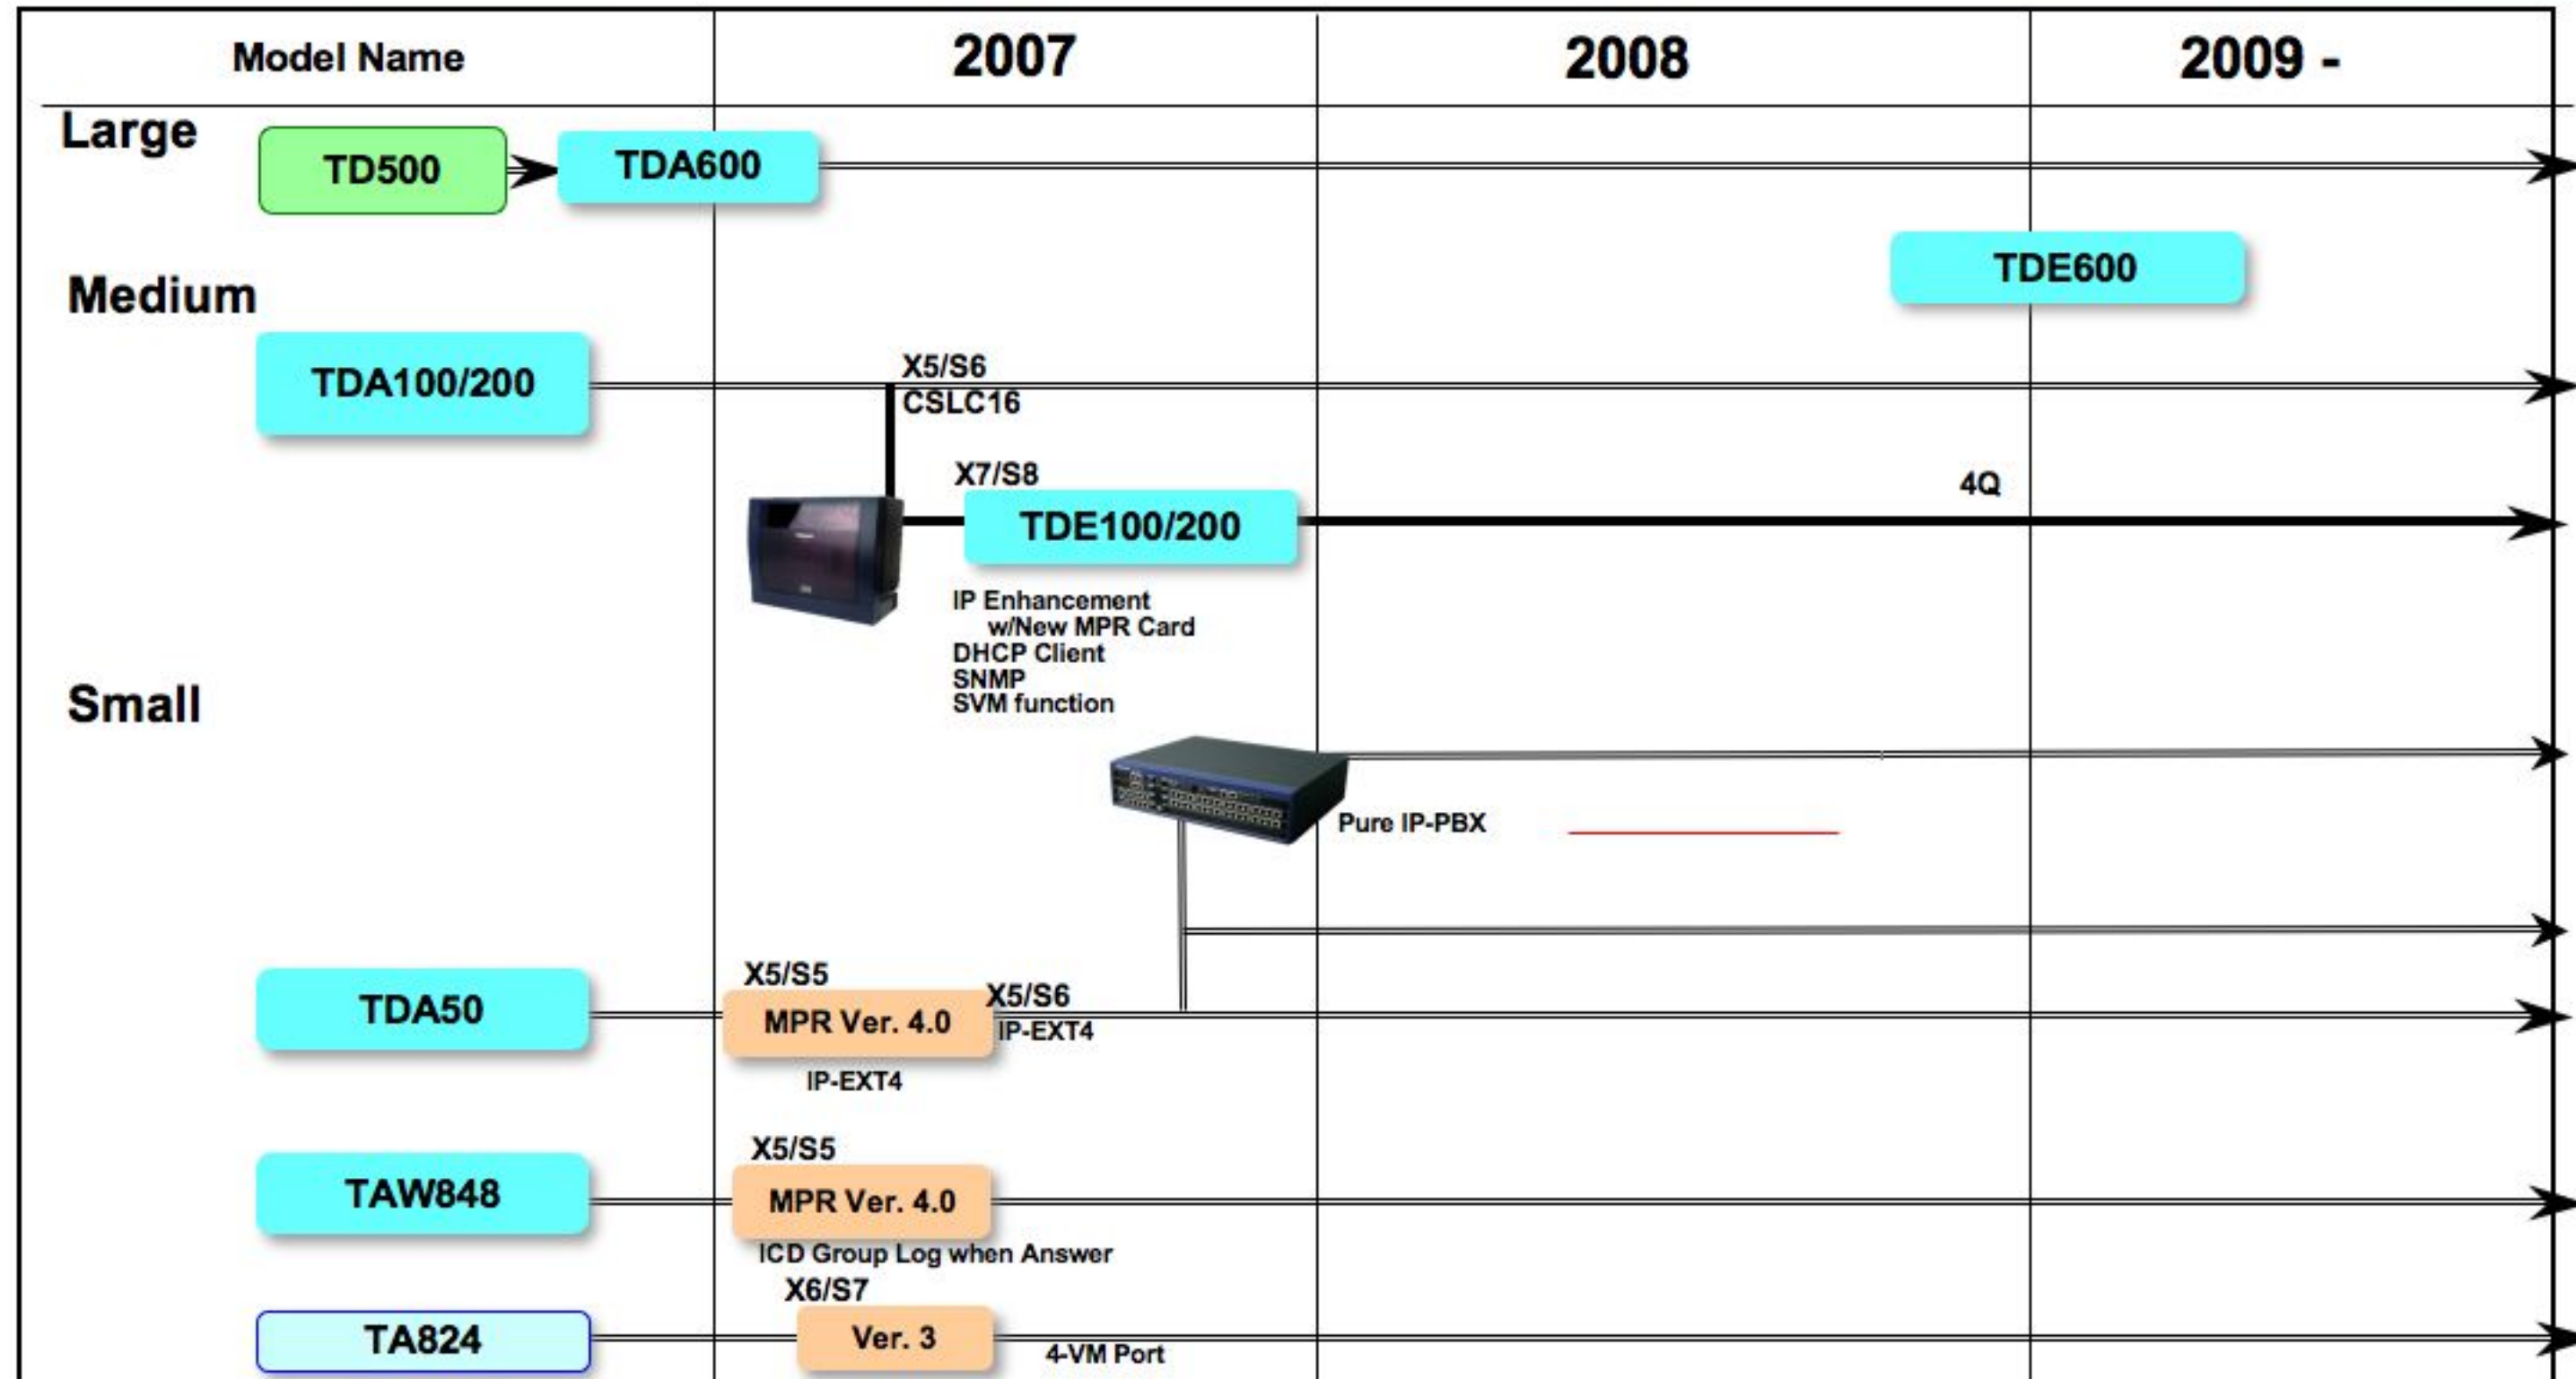 Model Name
2007
2008
2009 -
Large
TD500
TDA600
TDE600
Medium
TDA100/200
X5/S6
CSLC16
X7/S8
TDE100/200
4Q
IP Enhancement
w/New MPR Card
DHCP Client
SNMP
SVM function
Small
Pure IP-PBX
TDA50
X5/S5
MPR Ver. 4.0
X5/S6
IP-EXT4
IP-EXT4
TAW848
X5/S5
MPR Ver. 4.0
ICD Group Log when Answer
TA824
X6/S7
Ver. 3
4-VM Port